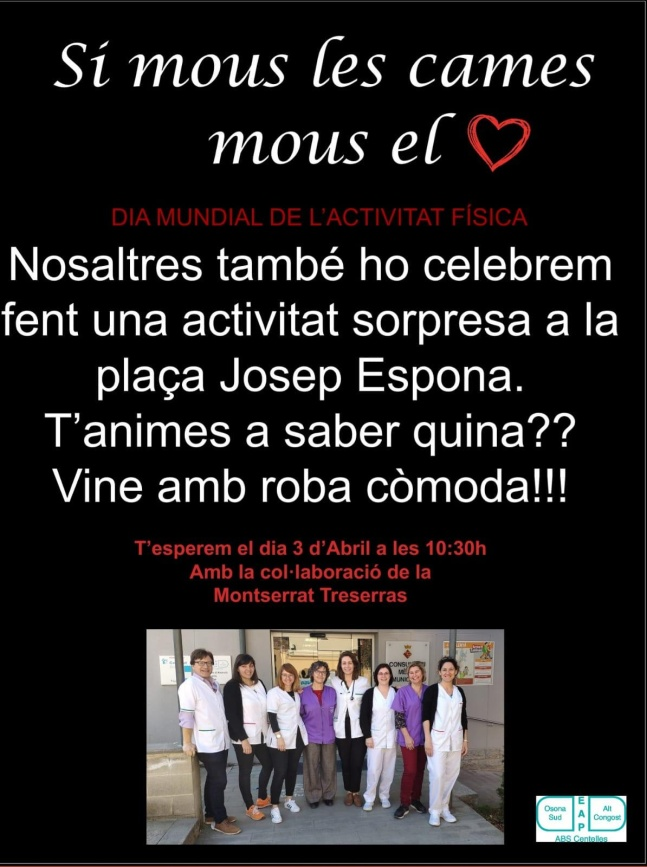 Si mous les cames
mous el
DIA MUNDIAL DE L'ACTIVITAT FÍSICA
Nosaltres també ho celebrem
fent una activitat sorpresa a la
plaça Josep Espona.
T'animes a saber quina??
Vine amb roba còmoda!!!
T'esperem el dia 3 d'Abril a les 10:30h
Amb la col·laboració de la
Montserrat Treserras
CONSULTORI
MUNICIPAL
Osona
Sud
EAP
Alt
Congost
ABS Centelles